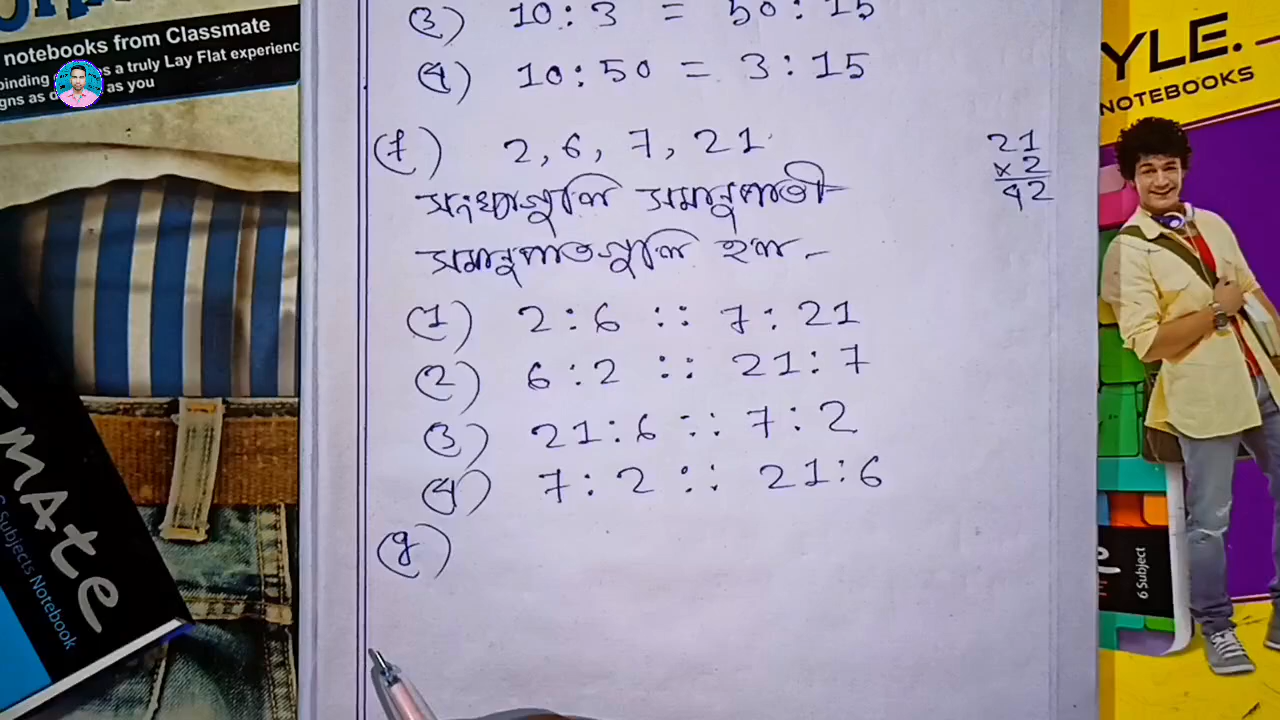 notebooks from Classmate
a truly Lay Flat experienc
as you
(3) 10 : 3 = 50 : 15
(4) 10 : 50 = 3 : 15
(f) 2, 6, 7, 21
21
× 2
42
সংখ্যাগুলি সমানুপাতী
সমানুপাতগুলি হল -
(1) 2 : 6 :: 7 : 21
(2) 6 : 2 :: 21 : 7
(3) 21 : 6 :: 7 : 2
(4) 7 : 2 :: 21 : 6
(g)
mate
Subjects Notebook
YLE.
NOTEBOOKS
6 Subject